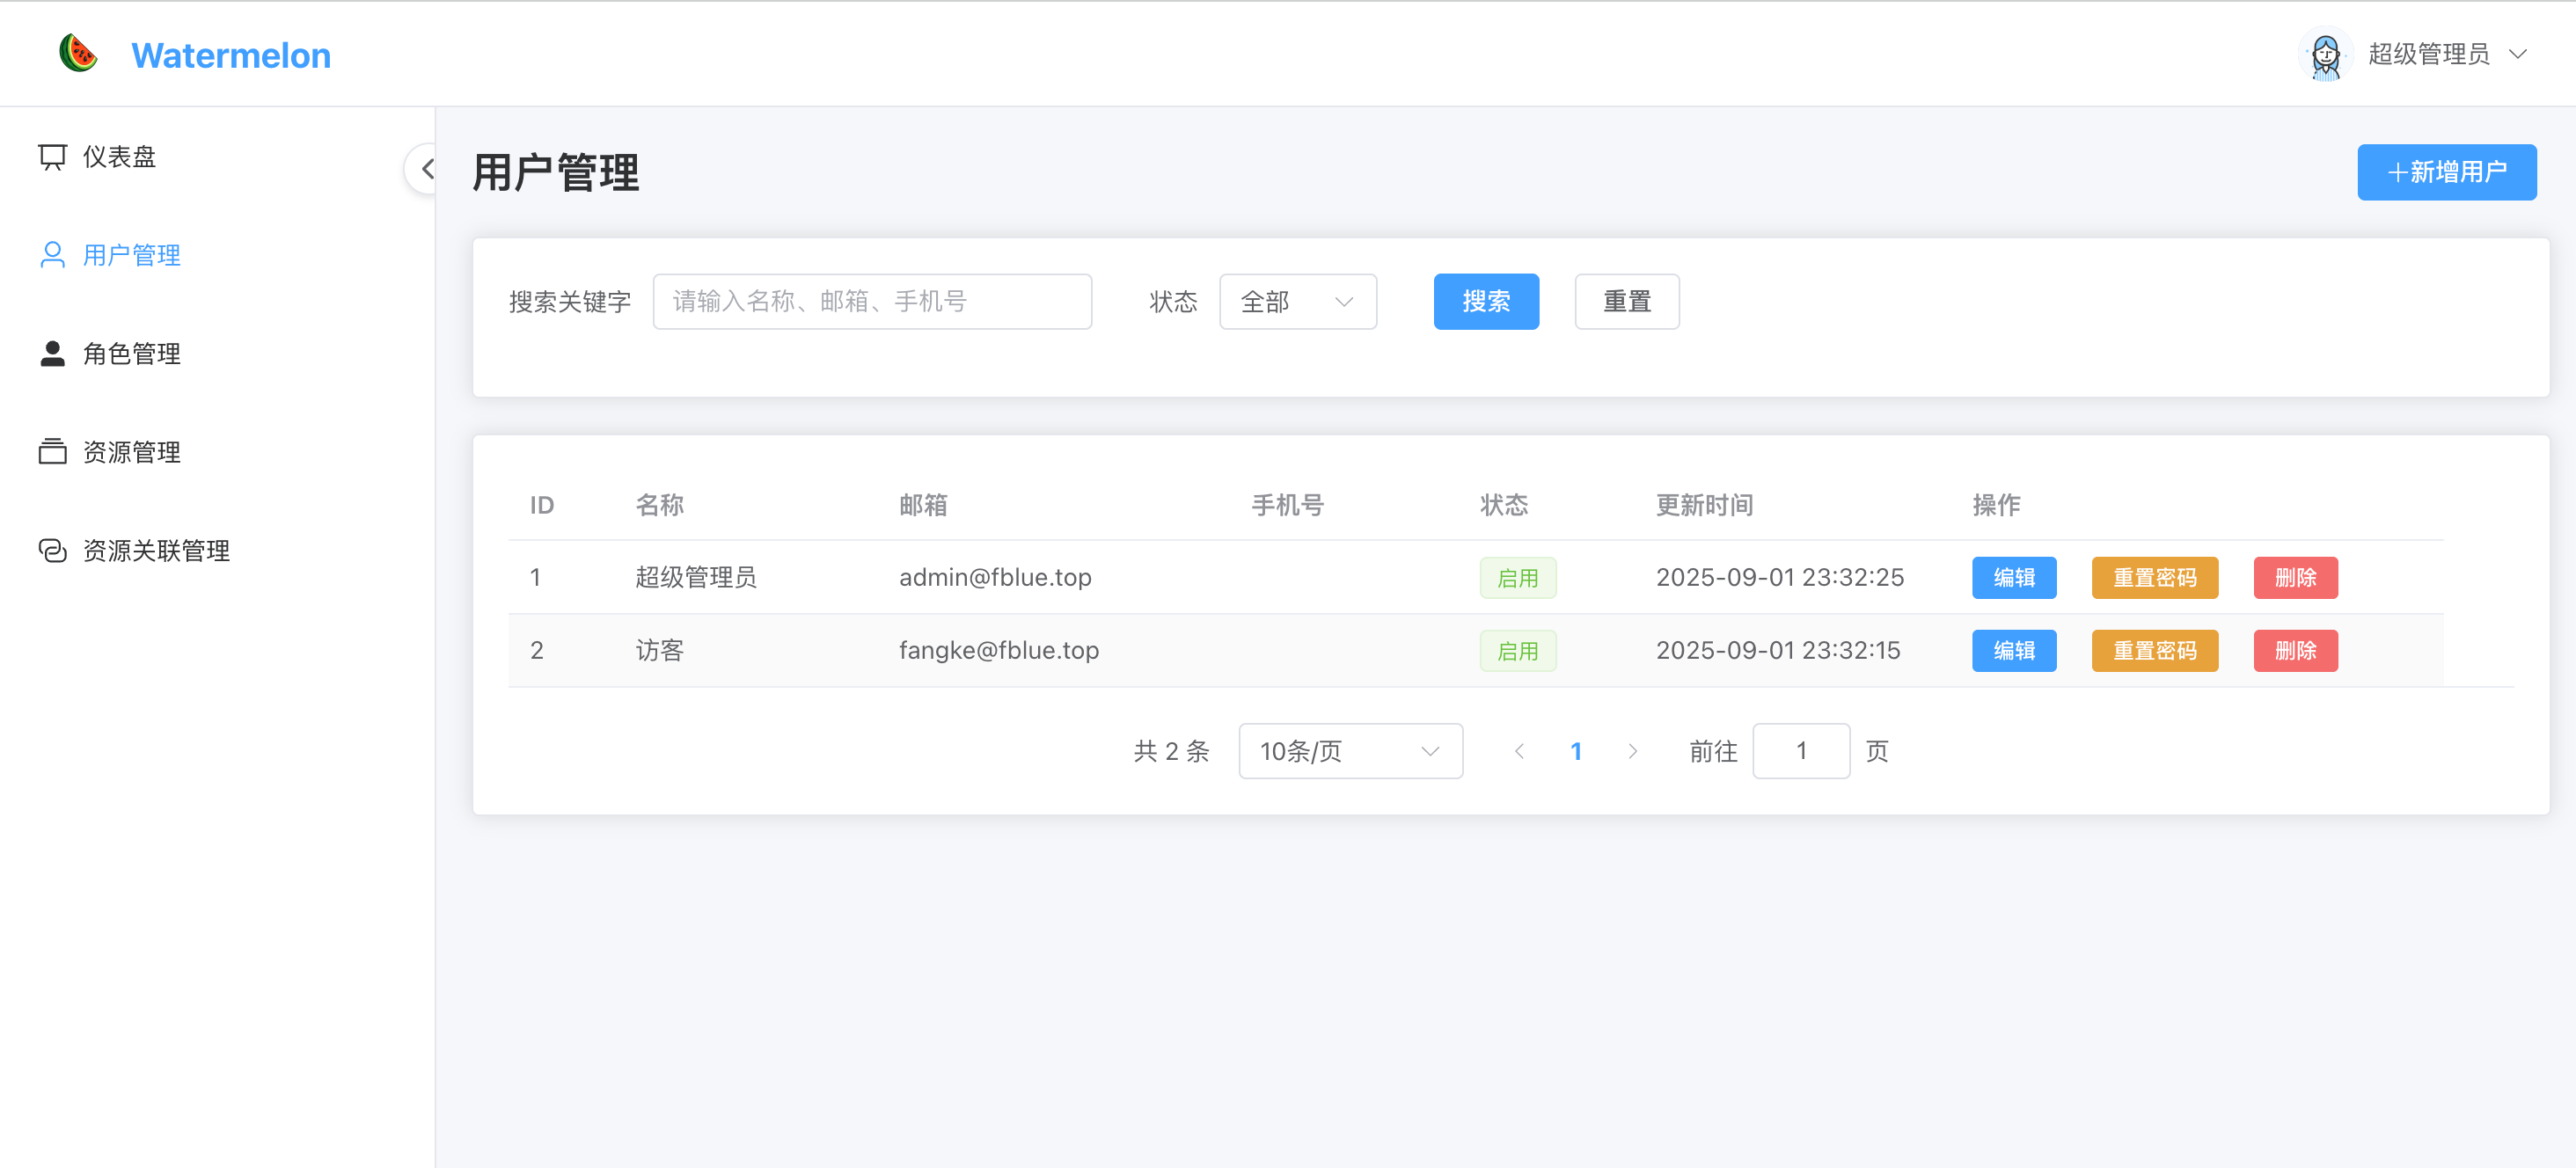 Watermelon
超级管理员
仪表盘
用户管理
角色管理
资源管理
资源关联管理
用户管理
+新增用户
搜索关键字 请输入名称、邮箱、手机号 状态 全部 搜索 重置
ID 名称 邮箱 手机号 状态 更新时间 操作
1 超级管理员 admin@fblue.top 启用 2025-09-01 23:32:25 编辑 重置密码 删除
2 访客 fangke@fblue.top 启用 2025-09-01 23:32:15 编辑 重置密码 删除
共 2 条 10条/页 1 前往 1 页